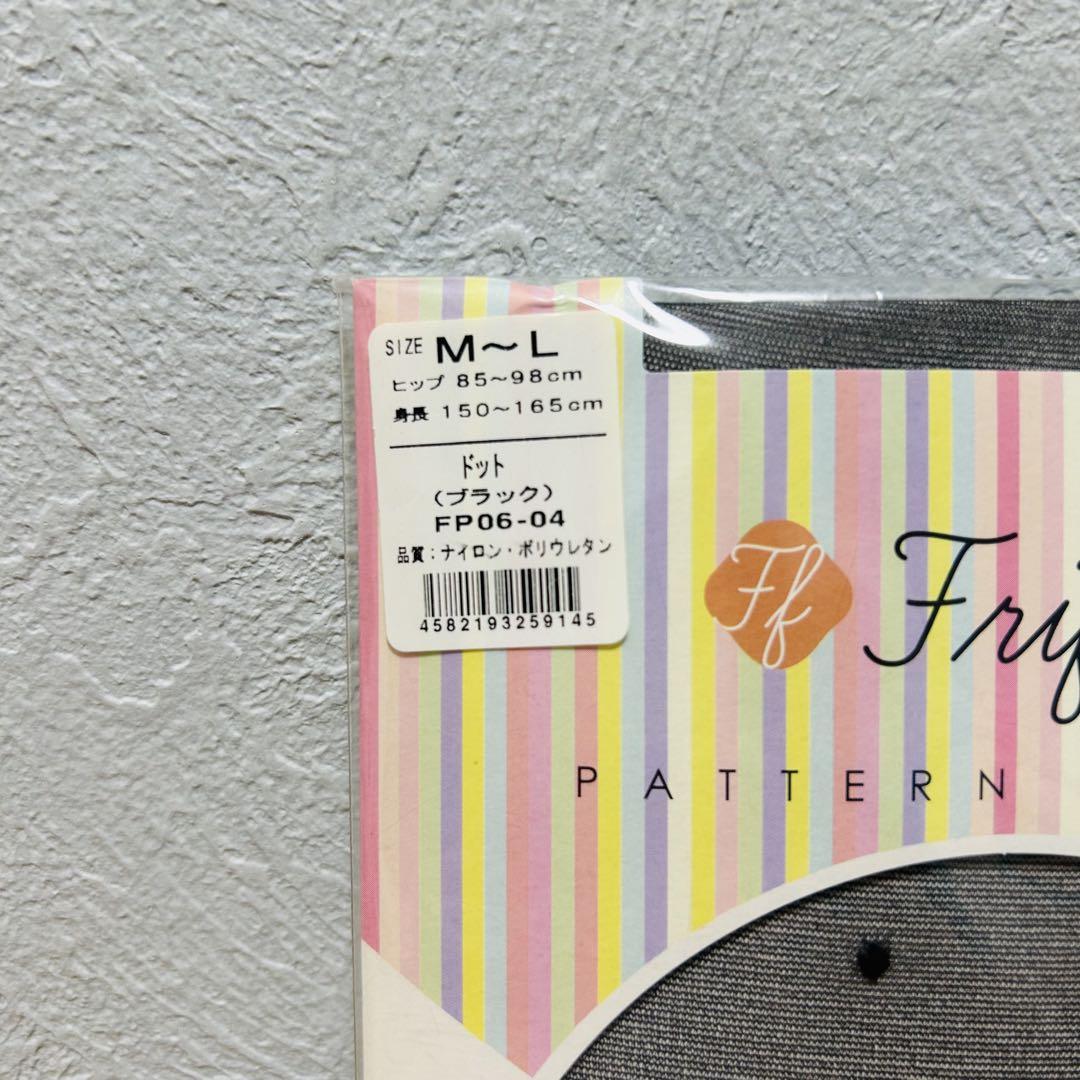 SIZE M～L
ヒップ 85～98cm
身長 150～165cm
ドット
(ブラック)
FP06-04
品質：ナイロン・ポリウレタン
4582193259145
Ff
PATTERN